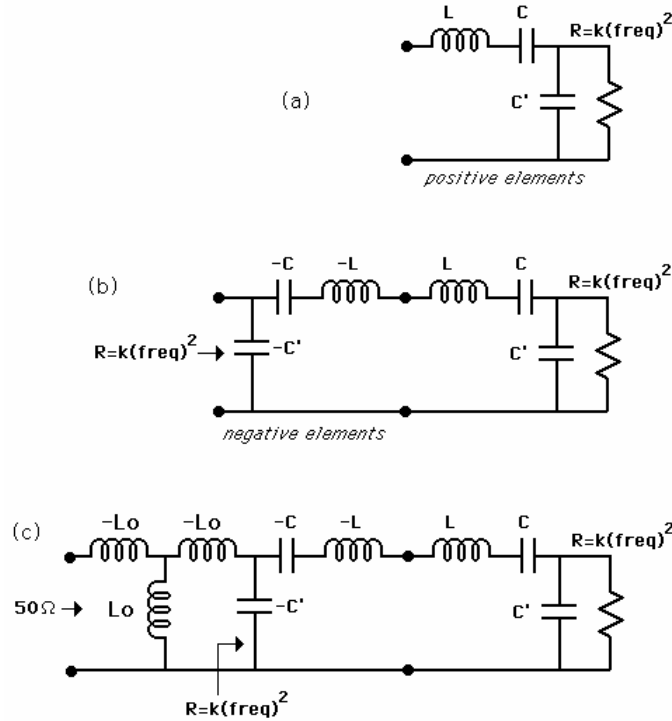 L C R=k(freq)²
(a) C'
positive elements
-C -L L C R=k(freq)²
(b)
R=k(freq)² -C' C'
negative elements
(c) -Lo -Lo -C -L L C R=k(freq)²
50Ω Lo -C' C'
R=k(freq)²